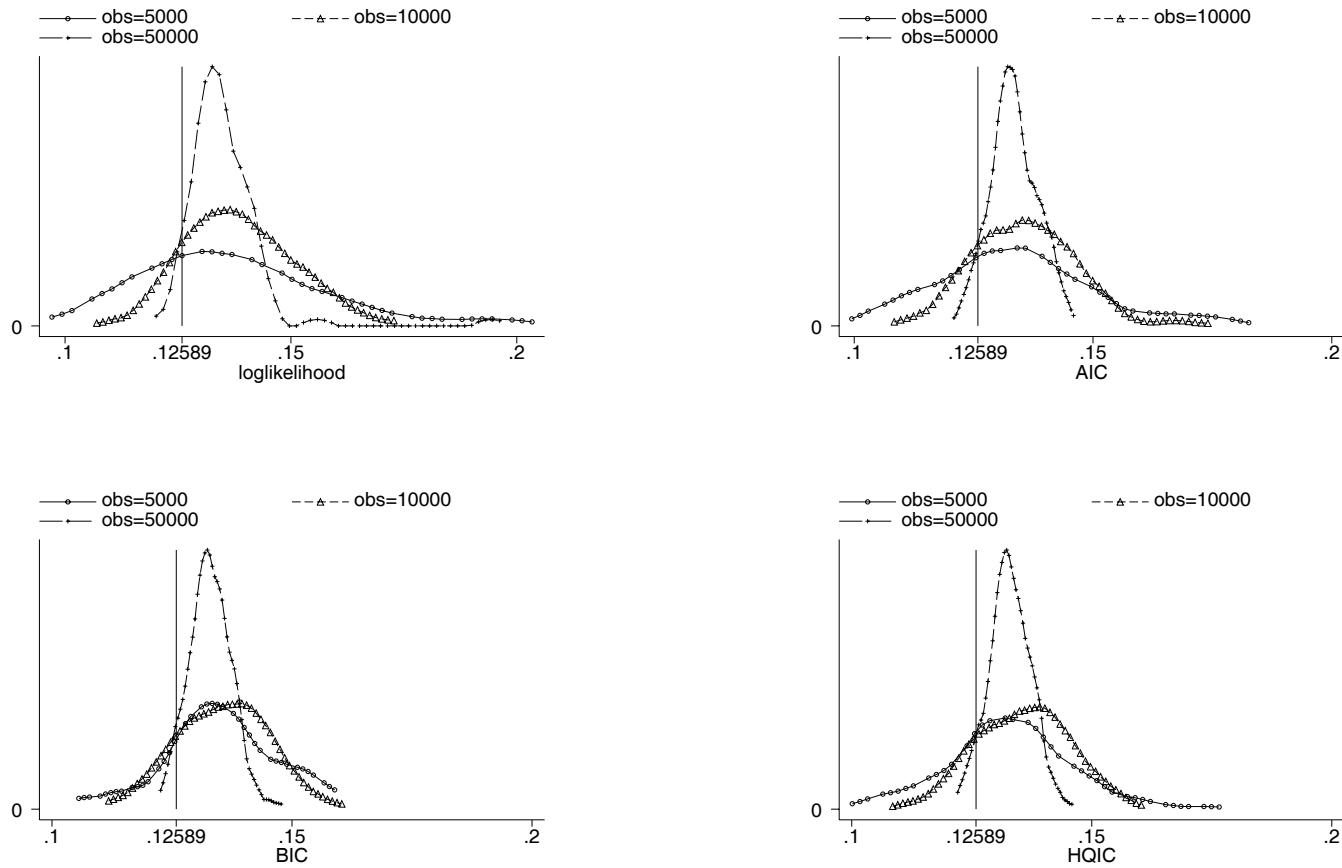 obs=5000 obs=10000
obs=50000
0
.1 .12589 .15 .2
loglikelihood
obs=5000 obs=10000
obs=50000
0
.1 .12589 .15 .2
AIC
obs=5000 obs=10000
obs=50000
0
.1 .12589 .15 .2
BIC
obs=5000 obs=10000
obs=50000
0
.1 .12589 .15 .2
HQIC